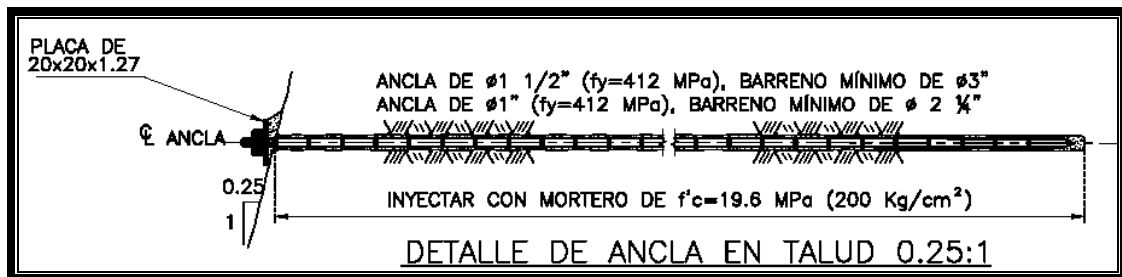 PLACA DE
20x20x1.27
ANCLA DE ø1 1/2" (fy=412 MPa), BARRENO MÍNIMO DE ø3"
ANCLA DE ø1" (fy=412 MPa), BARRENO MÍNIMO DE ø 2 ¼"
℄ ANCLA
0.25
1
INYECTAR CON MORTERO DE f'c=19.6 MPa (200 Kg/cm²)
DETALLE DE ANCLA EN TALUD 0.25:1